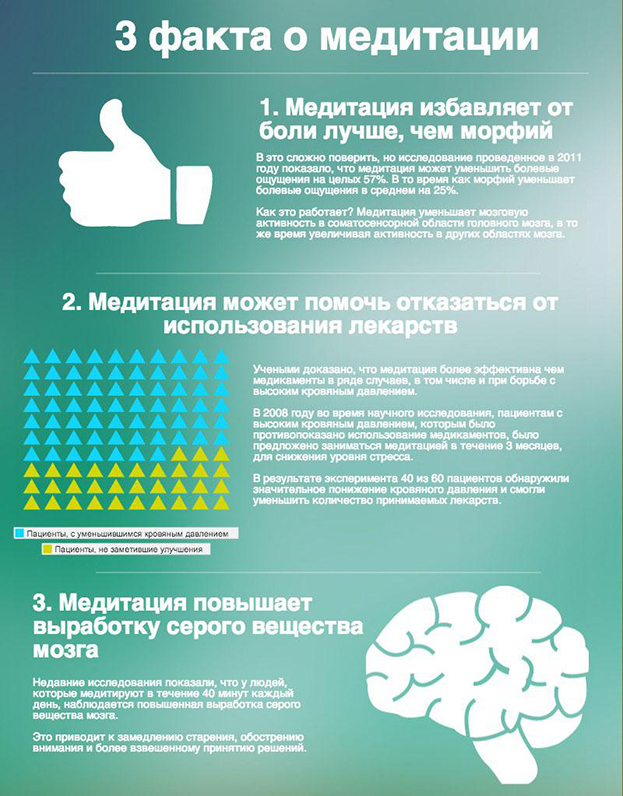 3 факта о медитации
1. Медитация избавляет от
боли лучше, чем морфий
В это сложно поверить, но исследование проведенное в 2011
году показало, что медитация может уменьшить болевые
ощущения на целых 57%. В то время как морфий уменьшает
болевые ощущения в среднем на 25%.
Как это работает? Медитация уменьшает мозговую
активность в соматосенсорной области головного мозга, в то
же время увеличивая активность в других областях мозга.
2. Медитация может помочь отказаться от
использования лекарств
Учеными доказано, что медитация более эффективна чем
медикаменты в ряде случаев, в том числе и при борьбе с
высоким кровяным давлением.
В 2008 году во время научного исследования, пациентам с
высоким кровяным давлением, которым было
противопоказано использование медикаментов, было
предложено заниматься медитацией в течение 3 месяцев,
для снижения уровня стресса.
В результате эксперимента 40 из 60 пациентов обнаружили
значительное понижение кровяного давления и смогли
уменьшить количество принимаемых лекарств.
Пациенты, с уменьшившимся кровяным давлением
Пациенты, не заметившие улучшения
3. Медитация повышает
выработку серого вещества
мозга
Недавние исследования показали, что у людей,
которые медитируют в течение 40 минут каждый
день, наблюдается повышенная выработка серого
вещества мозга.
Это приводит к замедлению старения, обострению
внимания и более взвешенному принятию решений.